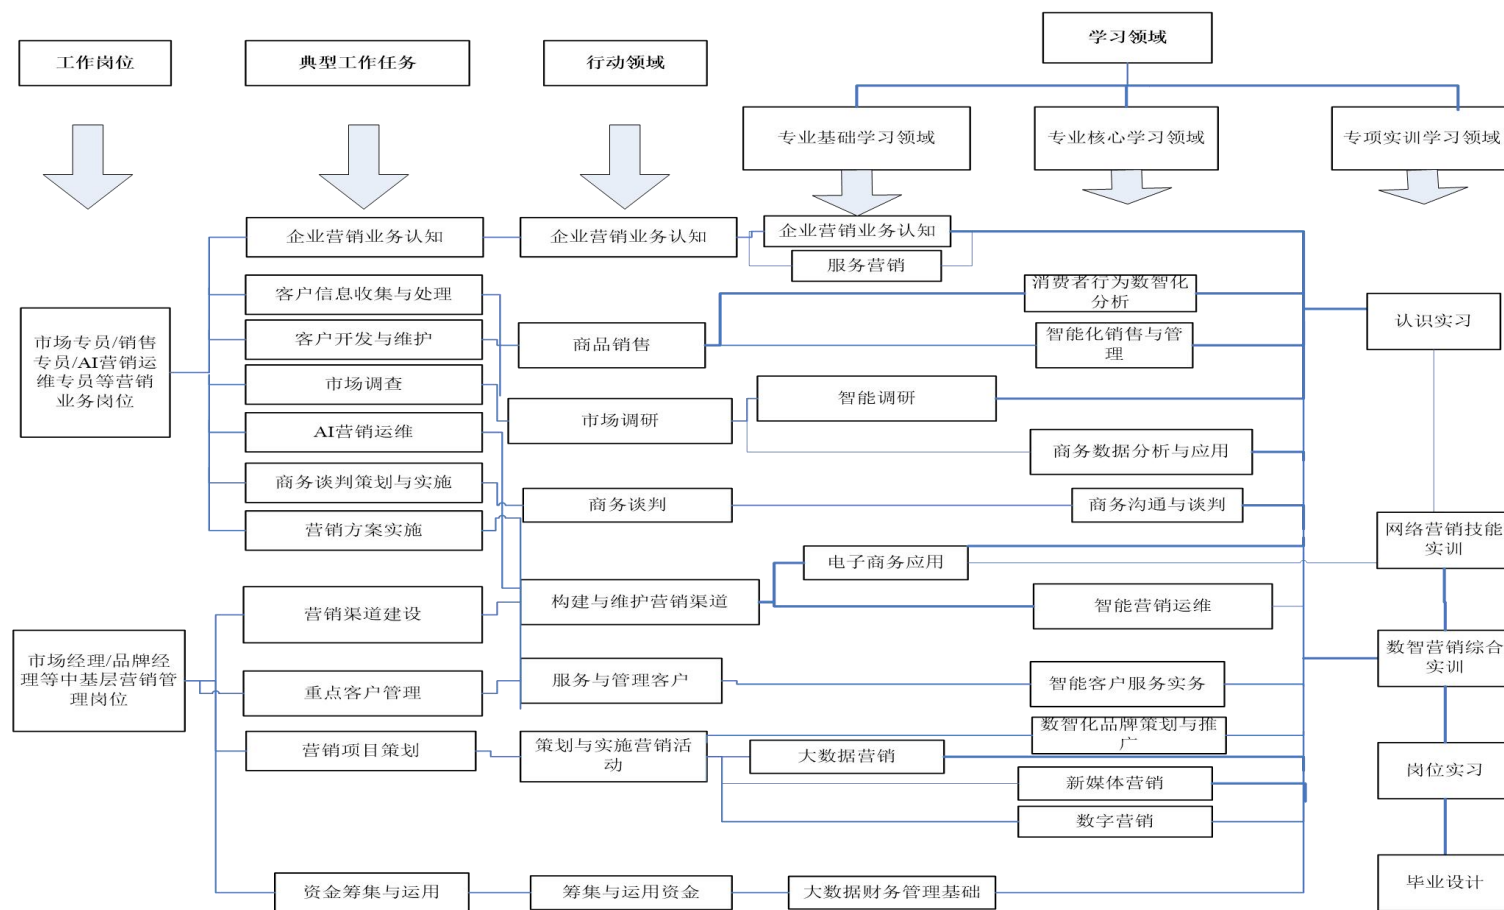 学习领域
工作岗位
典型工作任务
行动领域
专业基础学习领域
专业核心学习领域
专项实训学习领域
企业营销业务认知
企业营销业务认知
企业营销业务认知
服务营销
客户信息收集与处理
消费者行为数智化
分析
认识实习
市场专员/销售
专员/AI营销运
维专员等营销
业务岗位
客户开发与维护
商品销售
智能化销售与管
理
市场调查
市场调研
智能调研
AI营销运维
商务数据分析与应用
商务谈判策划与实施
商务谈判
商务沟通与谈判
营销方案实施
网络营销技能
实训
电子商务应用
营销渠道建设
构建与维护营销渠道
智能营销运维
市场经理/品牌经
理等中基层营销管
理岗位
数智营销综合
实训
重点客户管理
服务与管理客户
智能客户服务实务
营销项目策划
策划与实施营销活
动
数智化品牌策划与推
广
大数据营销
岗位实习
新媒体营销
数字营销
资金筹集与运用
筹集与运用资金
大数据财务管理基础
毕业设计